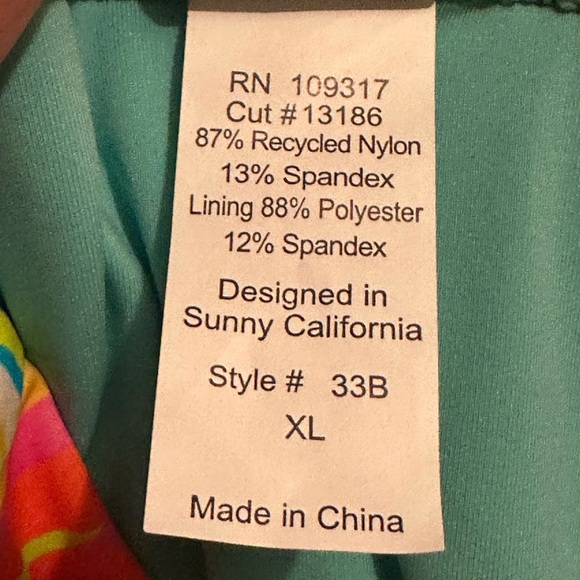 RN 109317
Cut #13186
87% Recycled Nylon
13% Spandex
Lining 88% Polyester
12% Spandex
Designed in
Sunny California
Style # 33B
XL
Made in China